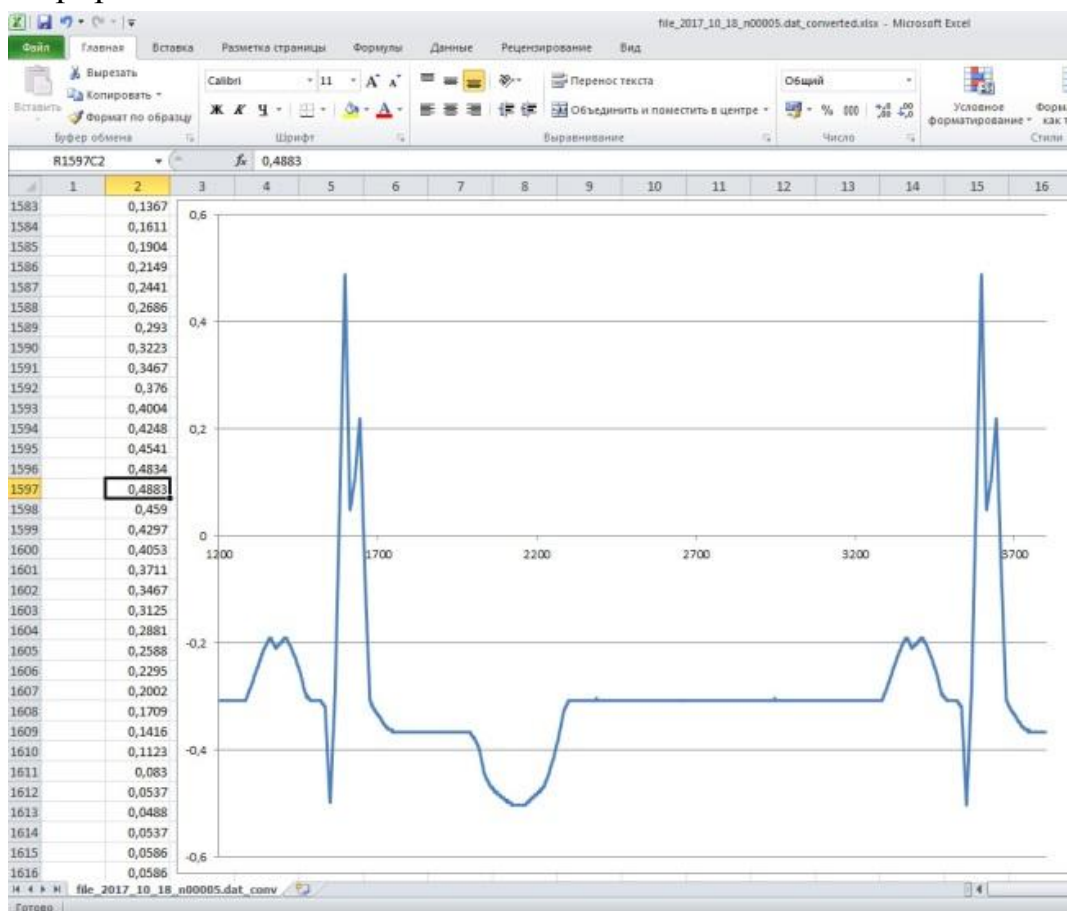 file_2017_10_18_n00005.dat_converted.xlsx - Microsoft Excel
Файл Главная Вставка Разметка страницы Формулы Данные Рецензирование Вид
Вставить
Вырезать
Копировать
Формат по образцу
Буфер обмена
Calibri 11
Ж К Ч
Шрифт
Перенос текста
Объединить и поместить в центре
Выравнивание
Общий
% 000
Число
Условное форматирование
Стили
R1597C2 fx 0,4883
1 2 3 4 5 6 7 8 9 10 11 12 13 14 15 16
1583 0,1367
1584 0,1611
1585 0,1904
1586 0,2149
1587 0,2441
1588 0,2686
1589 0,293
1590 0,3223
1591 0,3467
1592 0,376
1593 0,4004
1594 0,4248
1595 0,4541
1596 0,4834
1597 0,4883
1598 0,459
1599 0,4297
1600 0,4053
1601 0,3711
1602 0,3467
1603 0,3125
1604 0,2881
1605 0,2588
1606 0,2295
1607 0,2002
1608 0,1709
1609 0,1416
1610 0,1123
1611 0,083
1612 0,0537
1613 0,0488
1614 0,0537
1615 0,0586
1616 0,0586
0,6
0,4
0,2
0
1200 1700 2200 2700 3200 3700
-0,2
-0,4
-0,6
file_2017_10_18_n00005.dat_conv
Готово